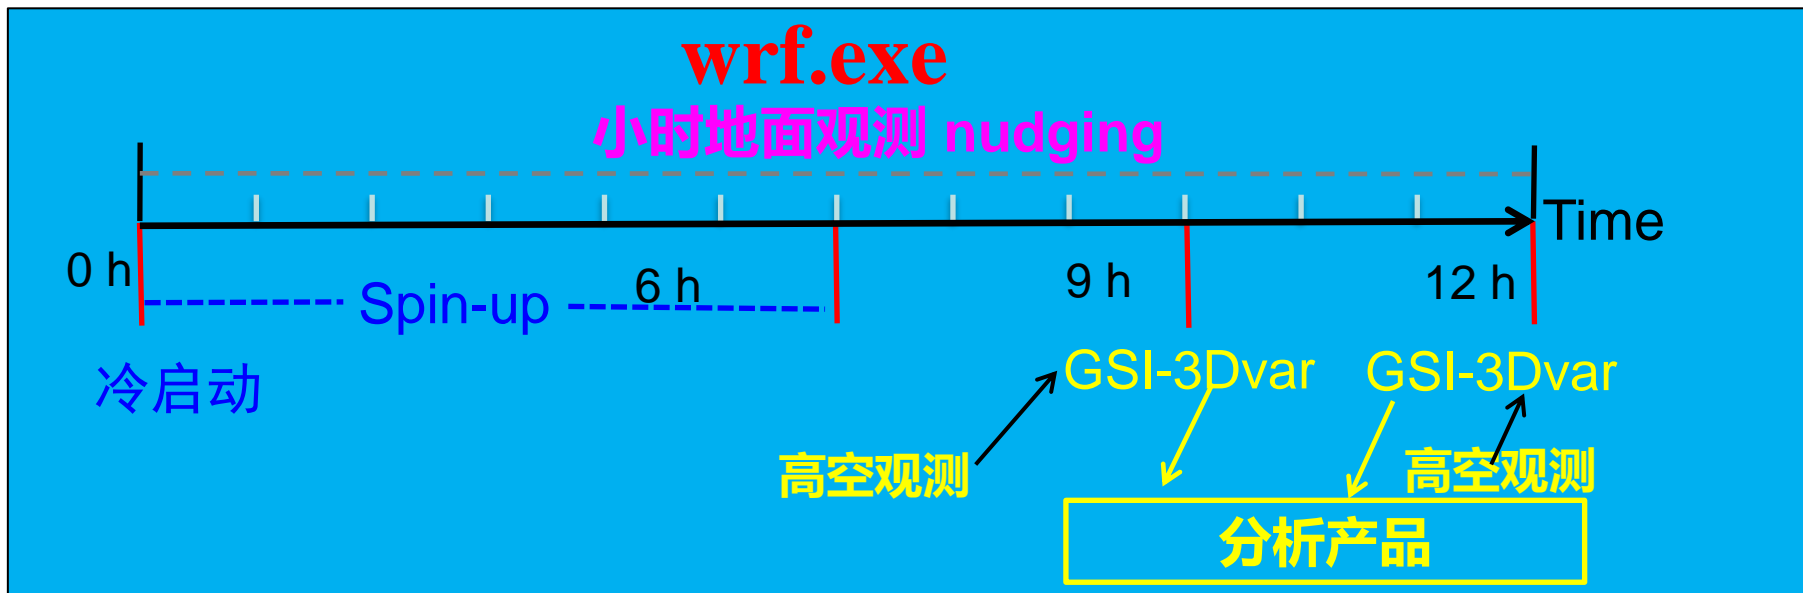 wrf.exe
小时地面观测 nudging
Time
0 h
6 h
9 h
12 h
Spin-up
冷启动
GSI-3Dvar
GSI-3Dvar
高空观测
高空观测
分析产品